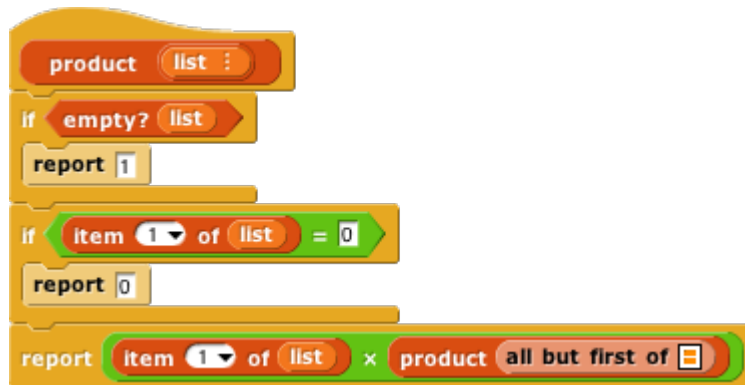 product list ⋮
if empty? list
report 1
if item 1 of list = 0
report 0
report item 1 of list × product all but first of